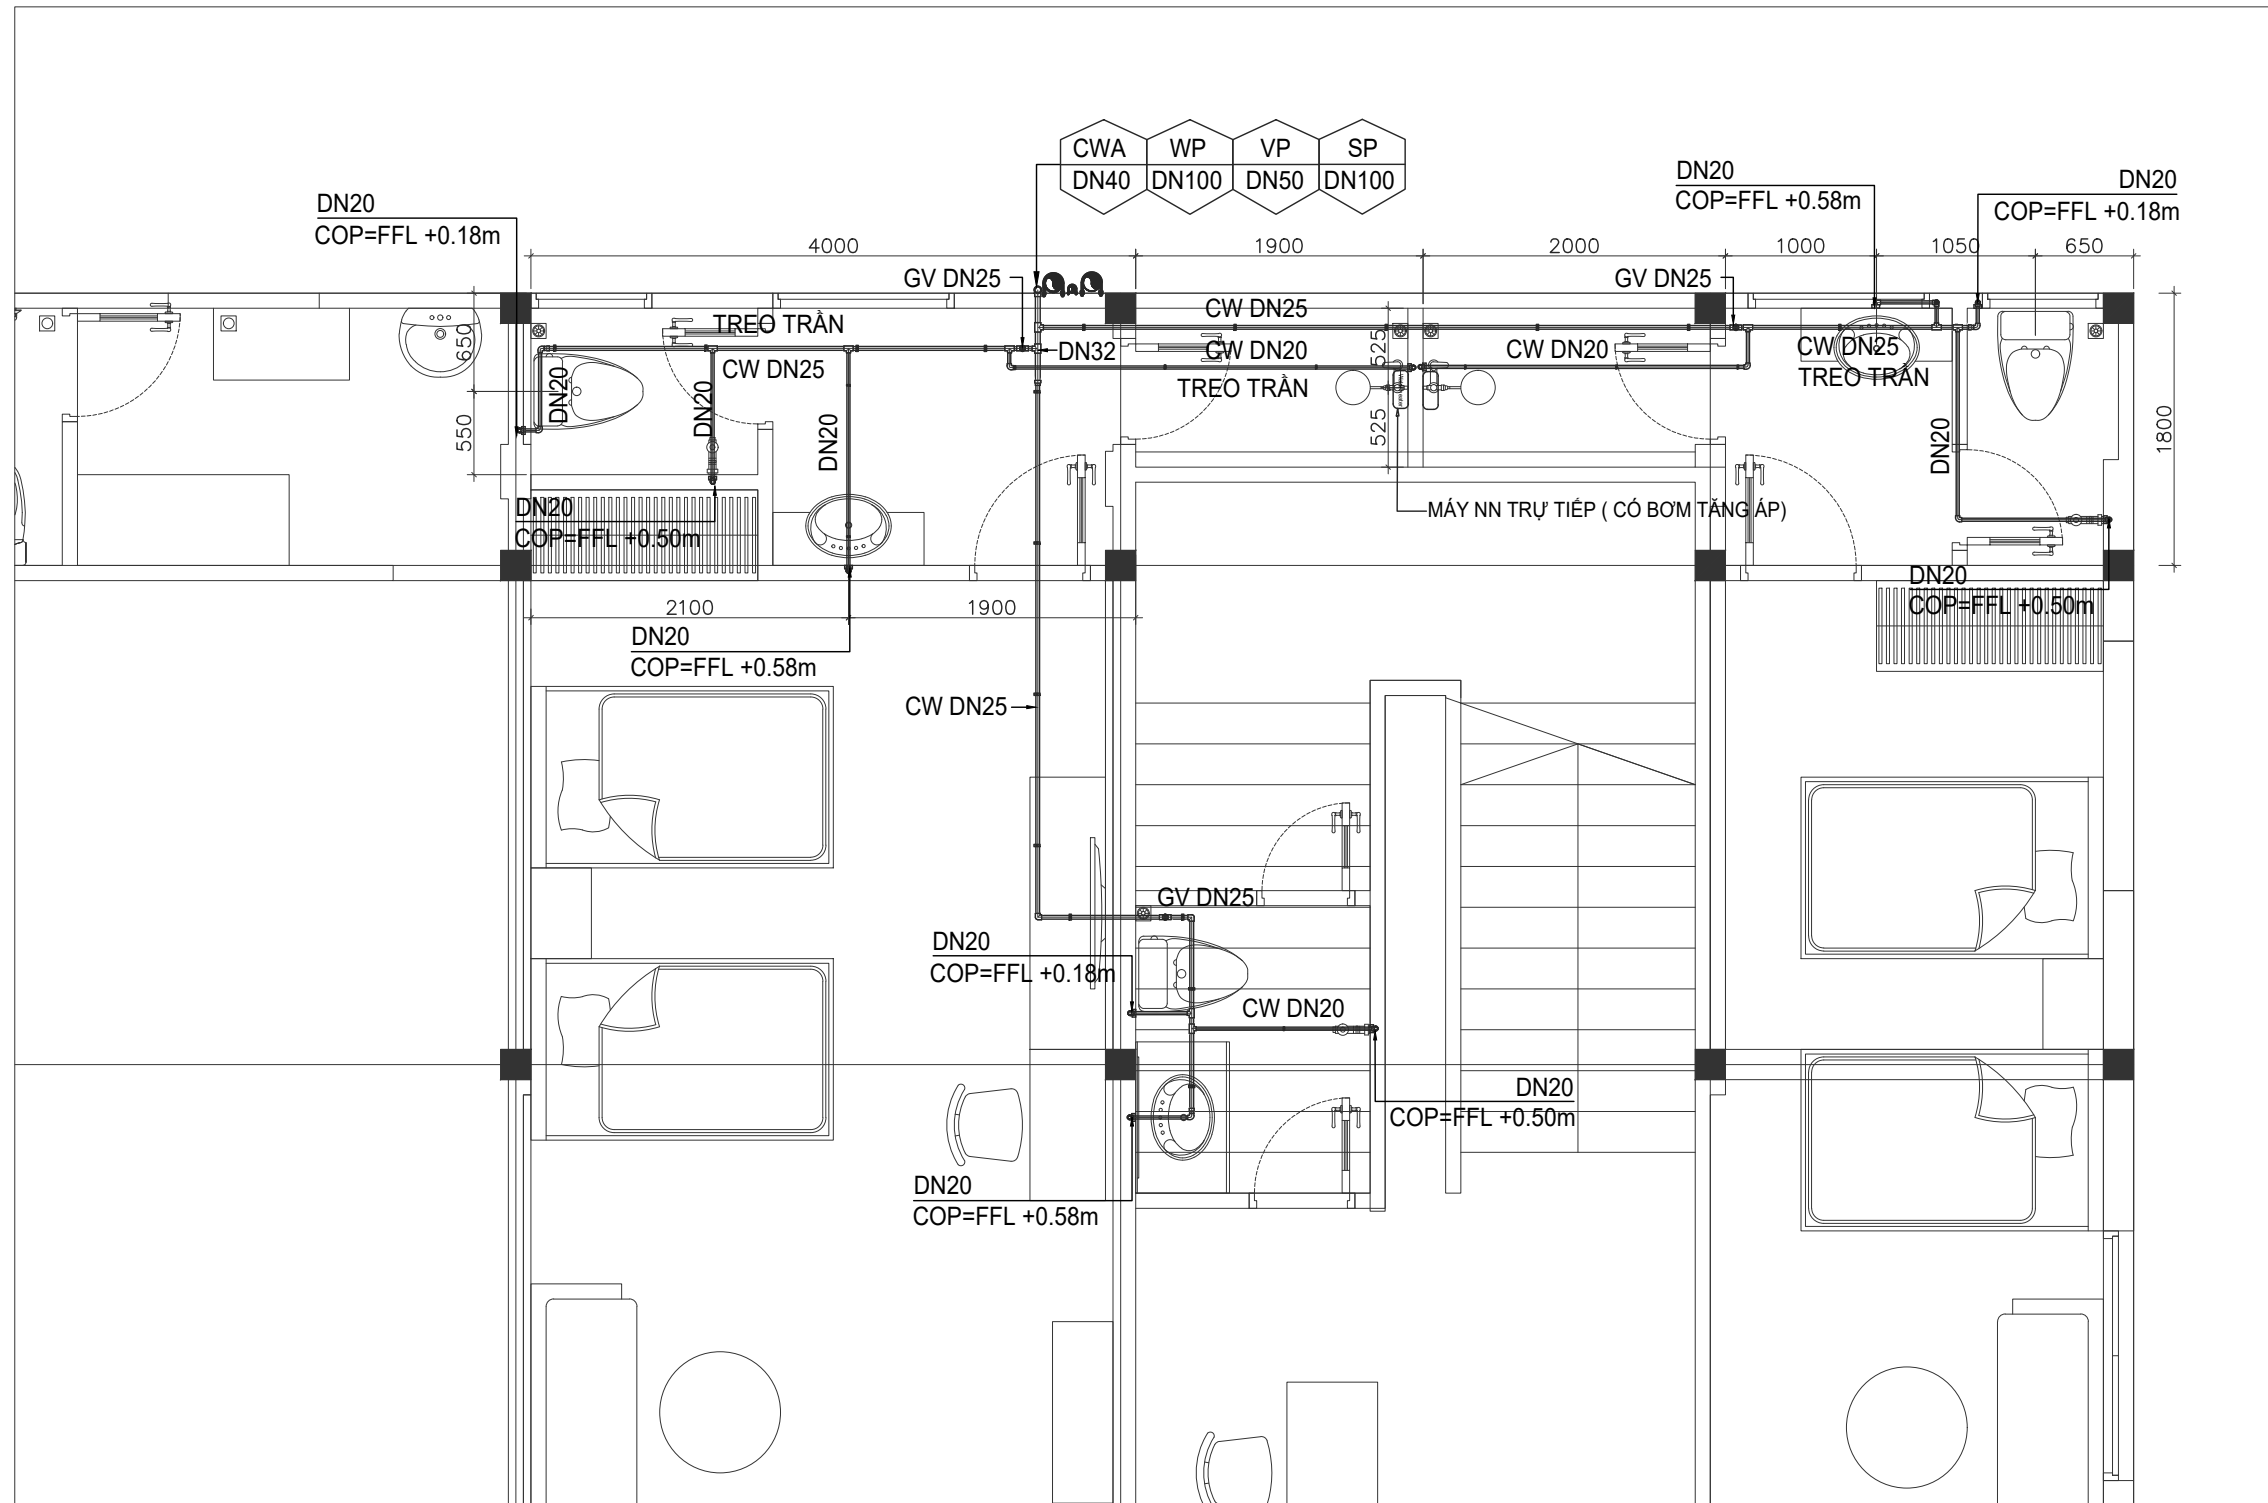 CWA WP VP SP
DN40 DN100 DN50 DN100
DN20
COP=FFL +0.58m
DN20
COP=FFL +0.18m
DN20
COP=FFL +0.18m
4000 1900 2000 1000 1050 650
GV DN25
GV DN25
CW DN25
TREO TRẦN
650
DN32
CW DN20
525
CW DN20
CW DN25
CW DN25
TREO TRẦN
TREO TRẦN
DN20
DN20
DN20
550
525
DN20
1800
DN20
COP=FFL +0.50m
MÁY NN TRỰ TIẾP ( CÓ BƠM TĂNG ÁP)
DN20
COP=FFL +0.50m
2100 1900
DN20
COP=FFL +0.58m
CW DN25
GV DN25
DN20
COP=FFL +0.18m
CW DN20
DN20
COP=FFL +0.50m
DN20
COP=FFL +0.58m